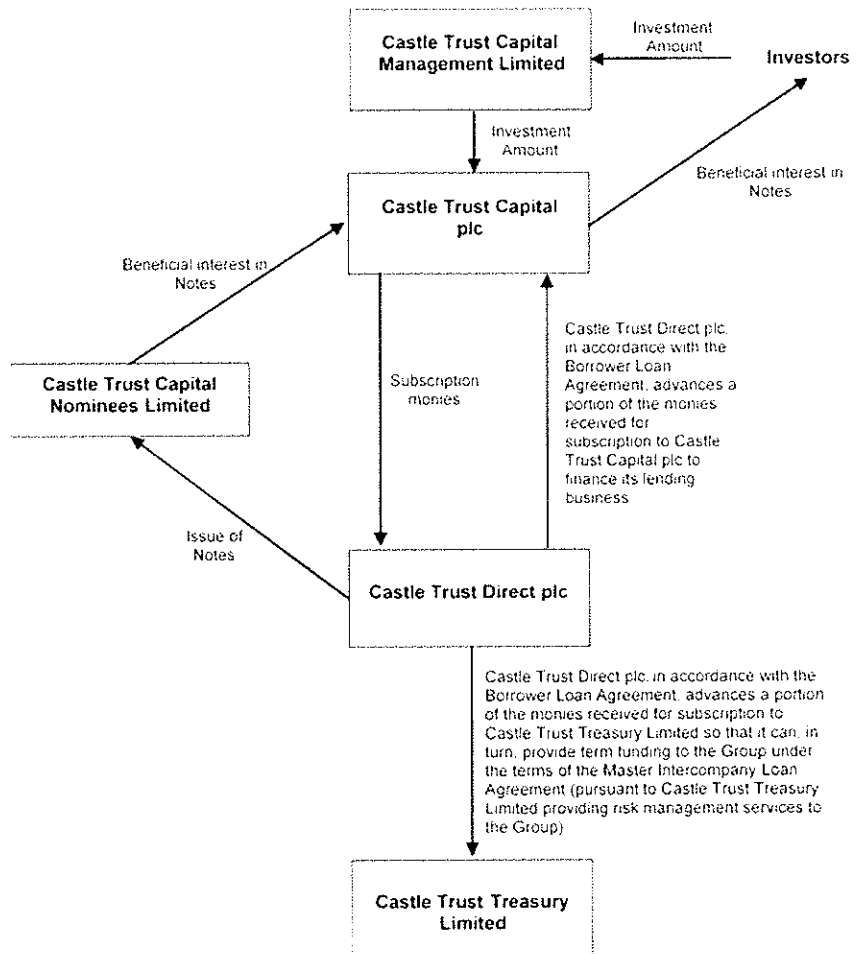 Castle Trust Capital
Management Limited
Investment
Amount
Investors
Investment
Amount
Castle Trust Capital
plc
Beneficial interest in
Notes
Beneficial interest in
Notes
Castle Trust Capital
Nominees Limited
Subscription
monies
Castle Trust Direct plc,
in accordance with the
Borrower Loan
Agreement, advances a
portion of the monies
received for
subscription to Castle
Trust Capital plc to
finance its lending
business
Issue of
Notes
Castle Trust Direct plc
Castle Trust Direct plc, in accordance with the
Borrower Loan Agreement, advances a portion
of the monies received for subscription to
Castle Trust Treasury Limited so that it can, in
turn, provide term funding to the Group under
the terms of the Master Intercompany Loan
Agreement (pursuant to Castle Trust Treasury
Limited providing risk management services to
the Group)
Castle Trust Treasury
Limited